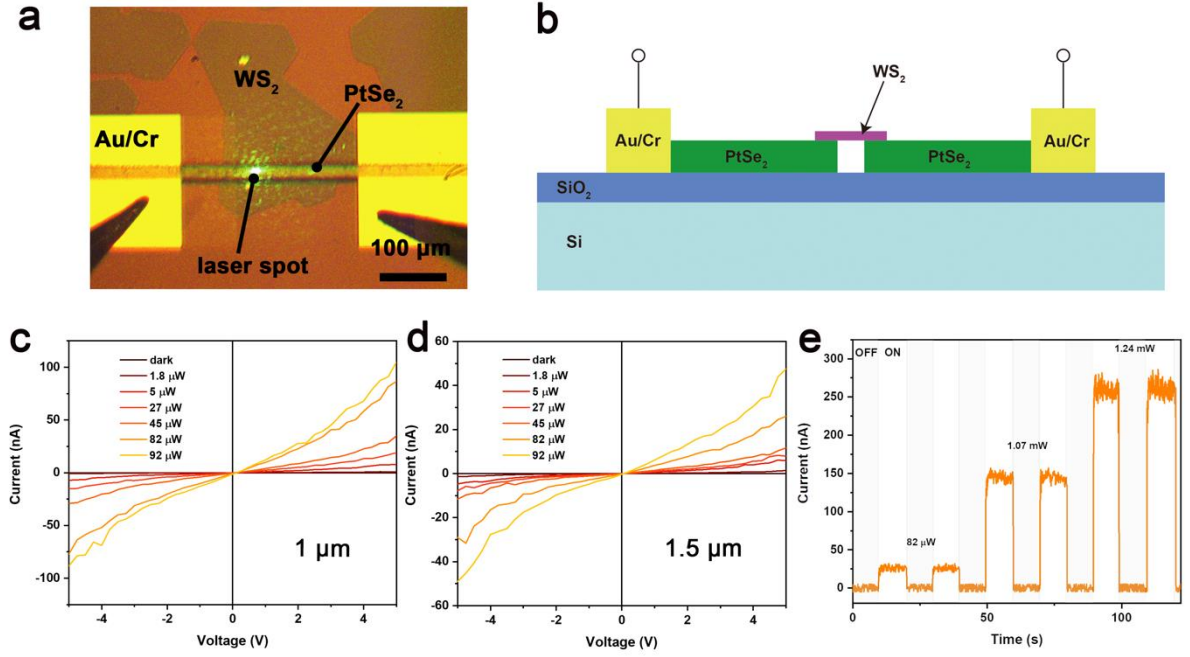 a
WS₂
PtSe₂
Au/Cr
laser spot
100 μm
b
WS₂
Au/Cr
Au/Cr
PtSe₂
PtSe₂
SiO₂
Si
c
100
50
0
-50
-100
Current (nA)
dark
1.8 μW
5 μW
27 μW
45 μW
82 μW
92 μW
1 μm
-4
-2
0
2
4
Voltage (V)
d
60
40
20
0
-20
-40
-60
Current (nA)
dark
1.8 μW
5 μW
27 μW
45 μW
82 μW
92 μW
1.5 μm
-4
-2
0
2
4
Voltage (V)
e
300
250
200
150
100
50
0
Current (nA)
OFF ON
82 μW
1.07 mW
1.24 mW
0
50
100
Time (s)